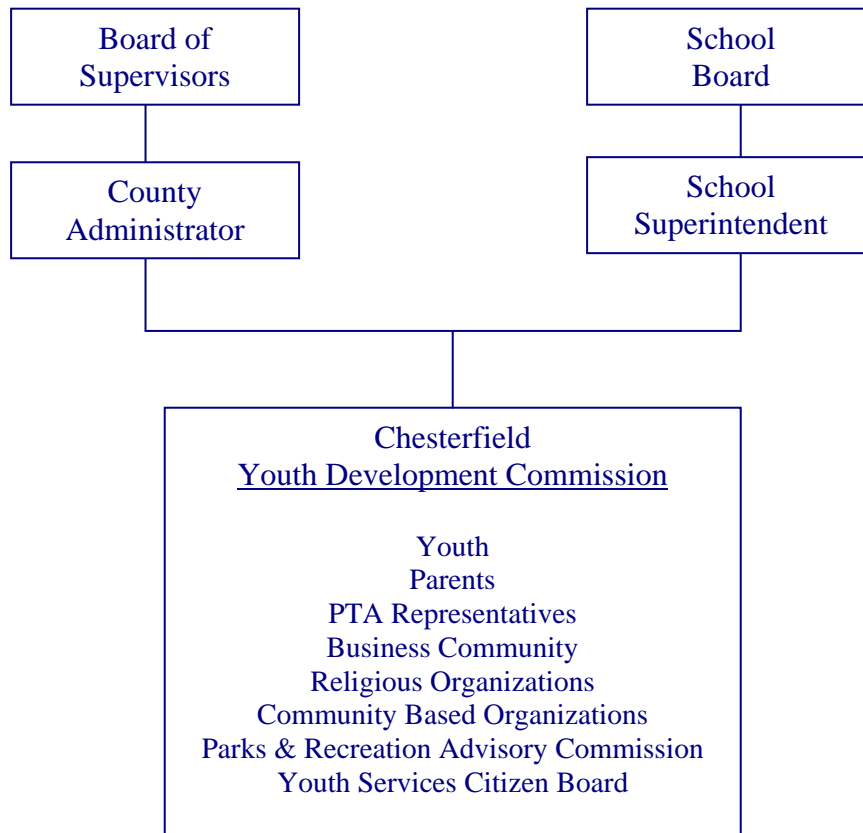 Board of
Supervisors
School
Board
County
Administrator
School
Superintendent
Chesterfield
Youth Development Commission
Youth
Parents
PTA Representatives
Business Community
Religious Organizations
Community Based Organizations
Parks & Recreation Advisory Commission
Youth Services Citizen Board